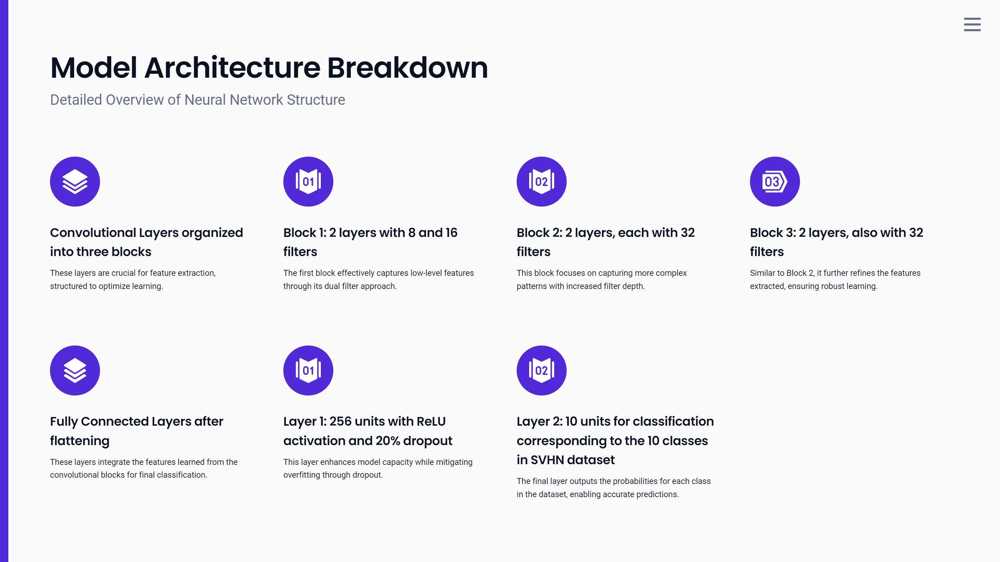 Model Architecture Breakdown
Detailed Overview of Neural Network Structure
Convolutional Layers organized
into three blocks
These layers are crucial for feature extraction,
structured to optimize learning.
01
Block 1: 2 layers with 8 and 16
filters
The first block effectively captures low-level features
through its dual filter approach.
02
Block 2: 2 layers, each with 32
filters
This block focuses on capturing more complex
patterns with increased filter depth.
03
Block 3: 2 layers, also with 32
filters
Similar to Block 2, it further refines the features
extracted, ensuring robust learning.
Fully Connected Layers after
flattening
These layers integrate the features learned from the
convolutional blocks for final classification.
01
Layer 1: 256 units with ReLU
activation and 20% dropout
This layer enhances model capacity while mitigating
overfitting through dropout.
02
Layer 2: 10 units for classification
corresponding to the 10 classes
in SVHN dataset
The final layer outputs the probabilities for each class
in the dataset, enabling accurate predictions.